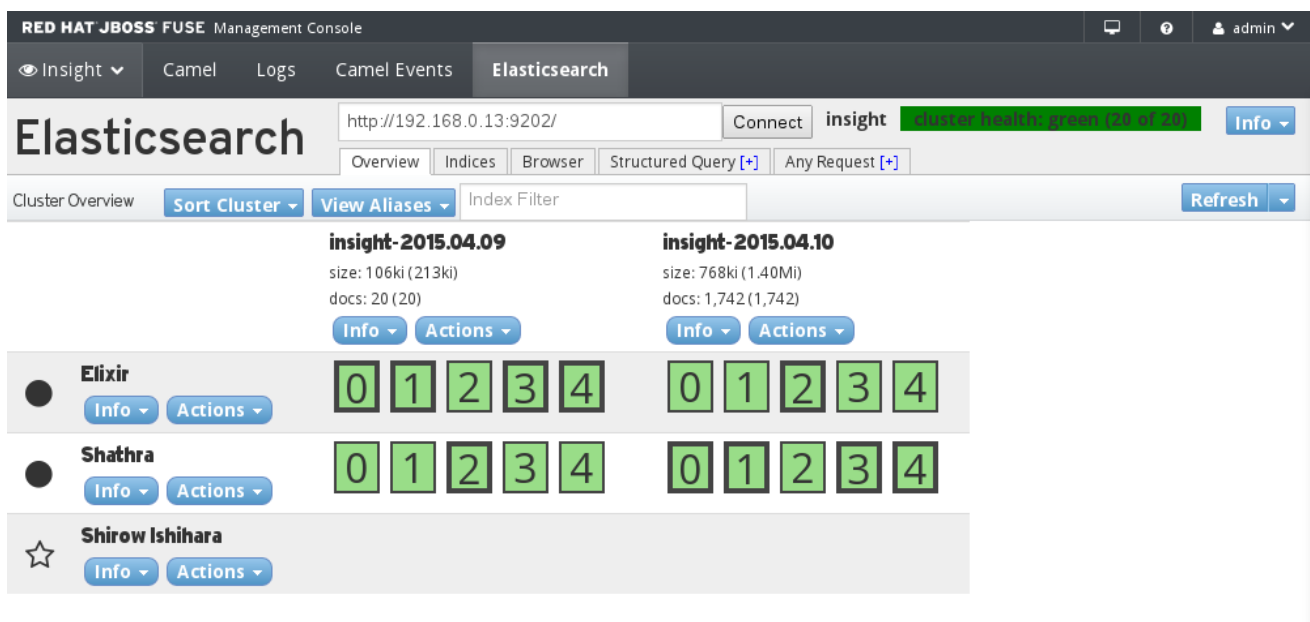 RED HAT JBOSS FUSE Management Console admin
Insight Camel Logs Camel Events Elasticsearch
Elasticsearch http://192.168.0.13:9202/ Connect insight cluster health: green (20 of 20) Info
Overview Indices Browser Structured Query [+] Any Request [+]
Cluster Overview Sort Cluster View Aliases Index Filter Refresh
insight-2015.04.09 insight-2015.04.10
size: 106ki (213ki) size: 768ki (1.40Mi)
docs: 20 (20) docs: 1,742 (1,742)
Info Actions Info Actions
Elixir 0 1 2 3 4 0 1 2 3 4
Info Actions
Shathra 0 1 2 3 4 0 1 2 3 4
Info Actions
Shirow Ishihara
Info Actions